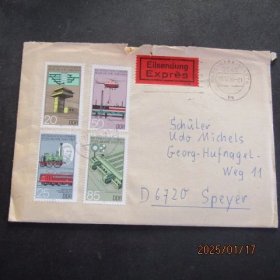 Eilsendung
Exprès
20
DDR
50
DDR
25
DDR
85
DDR
Schüler
Udo Michels
Georg-Hufnagel-
Weg 11
D 6720 Speyer
2025/01/17